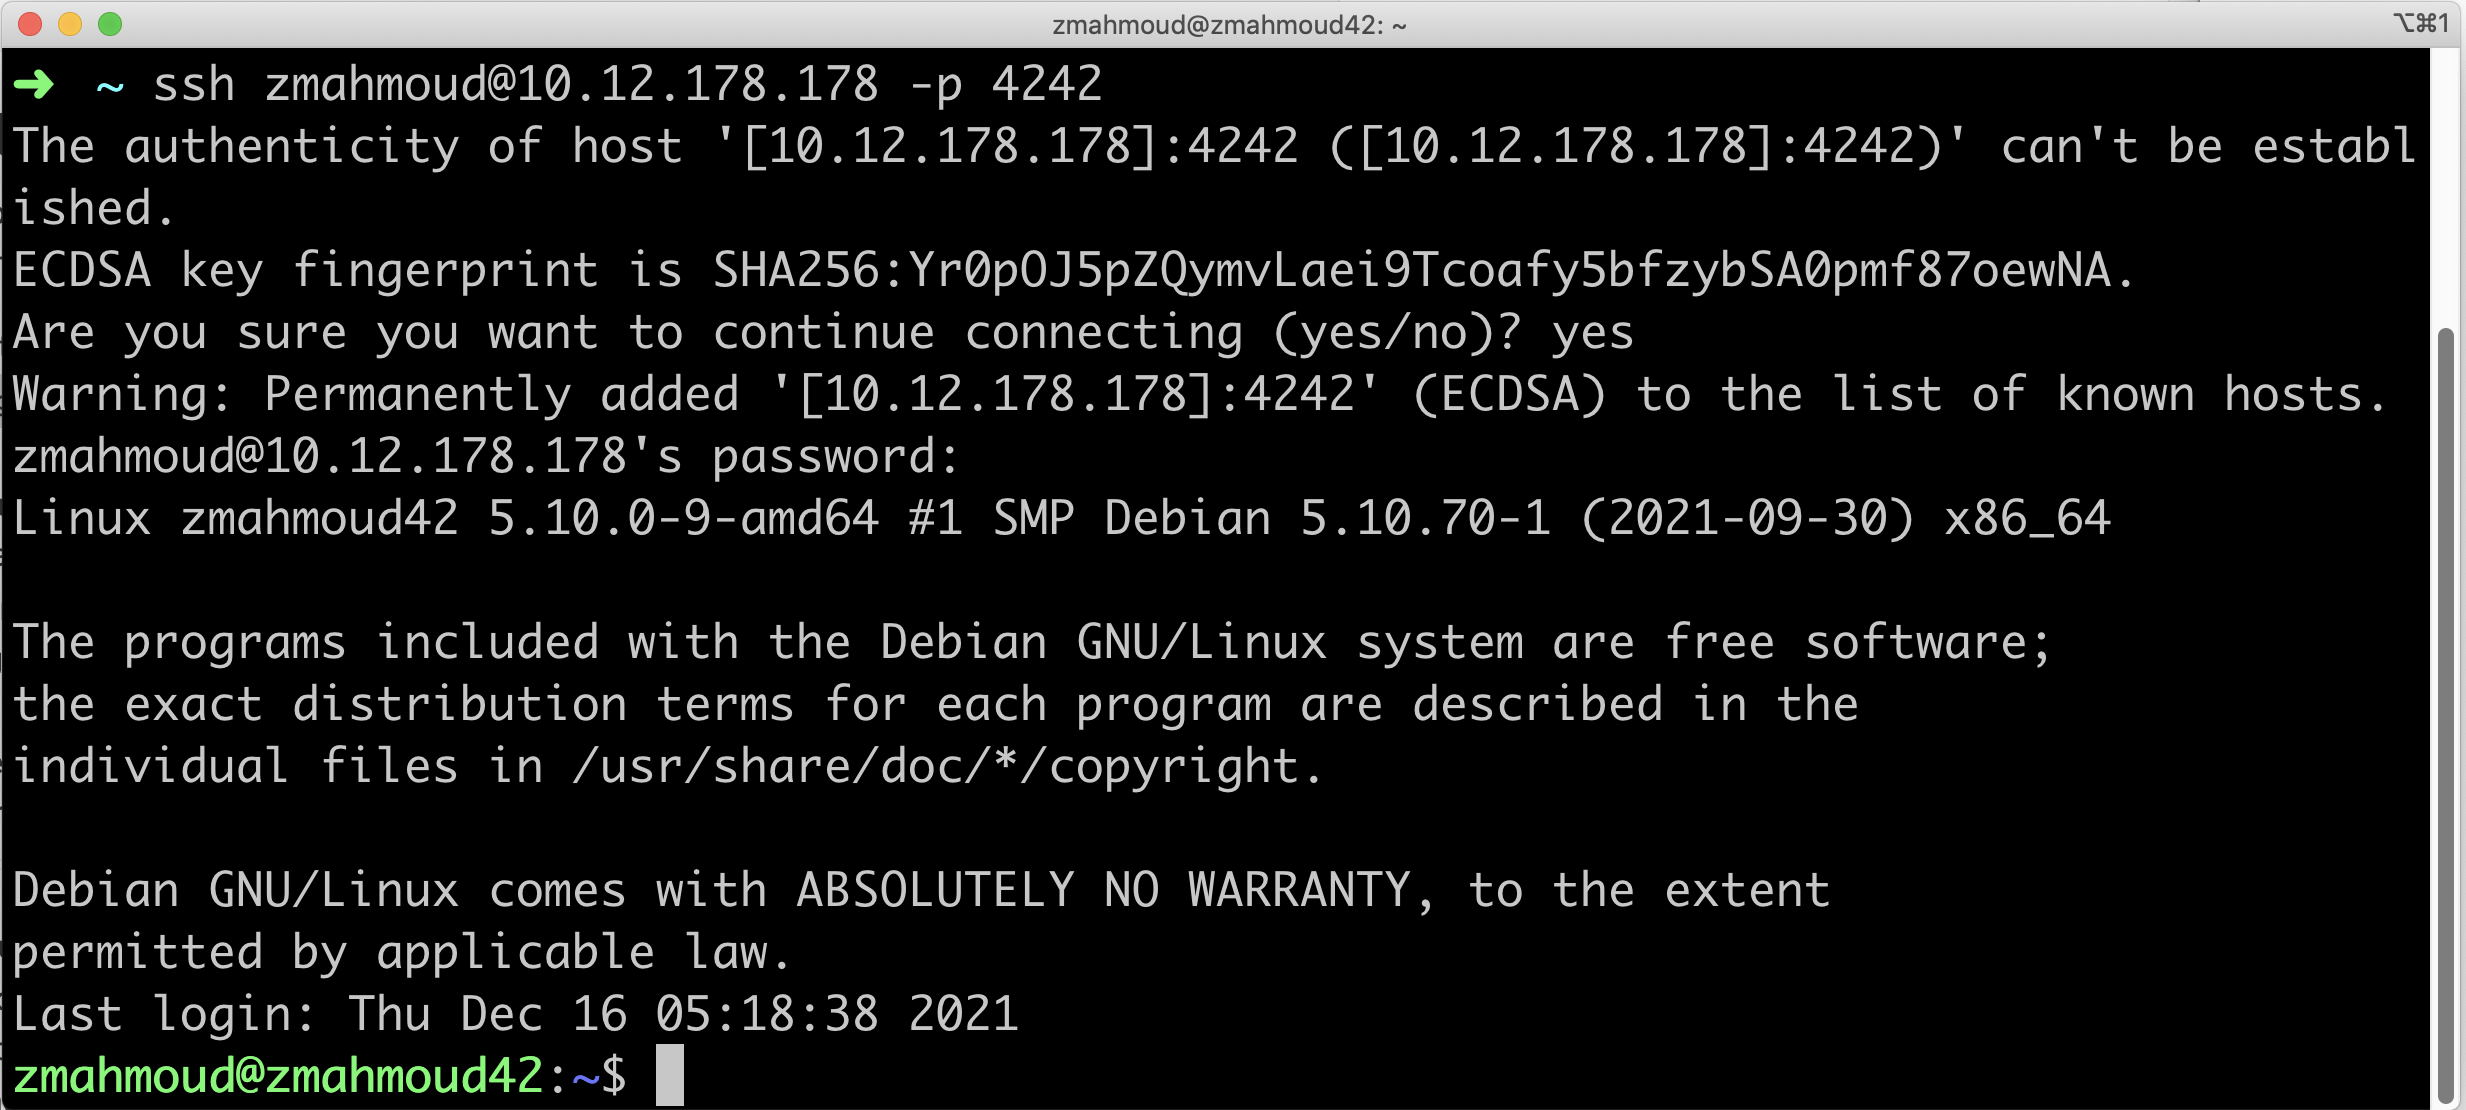 zmahmoud@zmahmoud42: ~
⌥⌘1
➜ ~ ssh zmahmoud@10.12.178.178 -p 4242
The authenticity of host '[10.12.178.178]:4242 ([10.12.178.178]:4242)' can't be establ
ished.
ECDSA key fingerprint is SHA256:Yr0pOJ5pZQymvLaei9Tcoafy5bfzybSA0pmf87oewNA.
Are you sure you want to continue connecting (yes/no)? yes
Warning: Permanently added '[10.12.178.178]:4242' (ECDSA) to the list of known hosts.
zmahmoud@10.12.178.178's password:
Linux zmahmoud42 5.10.0-9-amd64 #1 SMP Debian 5.10.70-1 (2021-09-30) x86_64
The programs included with the Debian GNU/Linux system are free software;
the exact distribution terms for each program are described in the
individual files in /usr/share/doc/*/copyright.
Debian GNU/Linux comes with ABSOLUTELY NO WARRANTY, to the extent
permitted by applicable law.
Last login: Thu Dec 16 05:18:38 2021
zmahmoud@zmahmoud42:~$